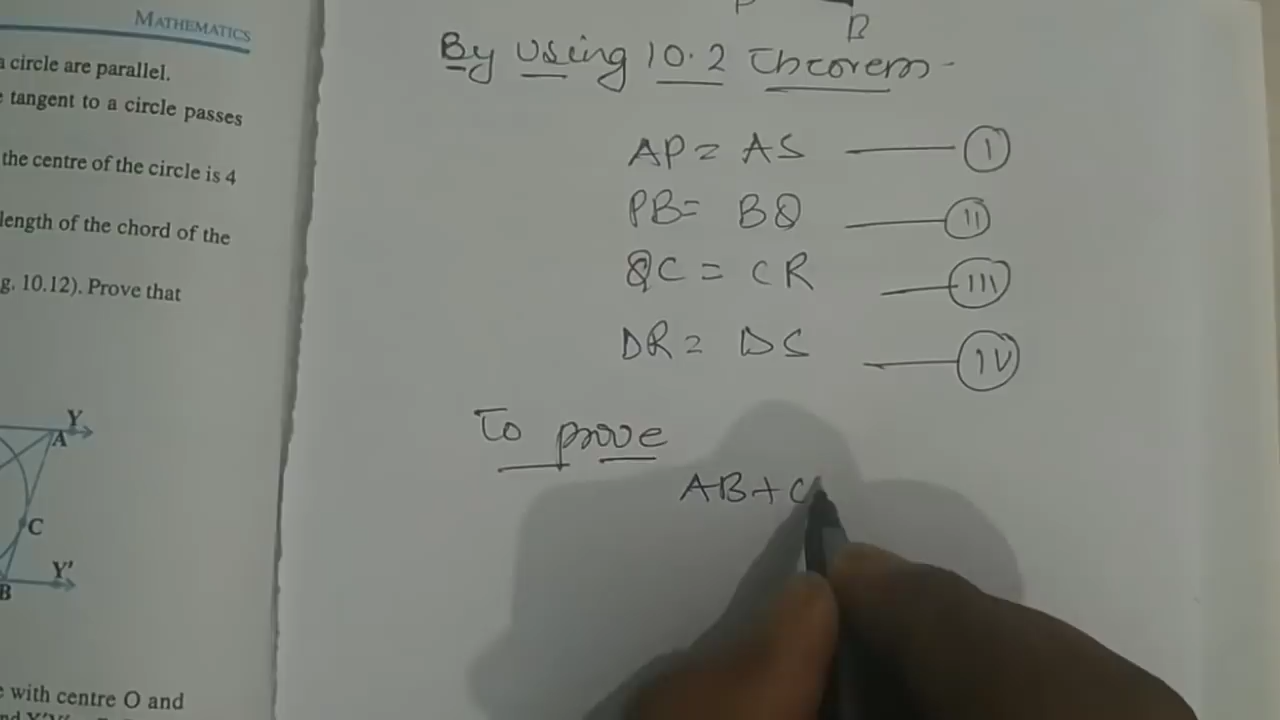 MATHEMATICS
a circle are parallel.
tangent to a circle passes
the centre of the circle is 4
length of the chord of the
g. 10.12). Prove that
Y
A
C
Y'
B
with centre O and
P
B
By using 10.2 Theorem.
AP = AS I
PB = BQ II
QC = CR III
DR = DS IV
To prove
AB + C